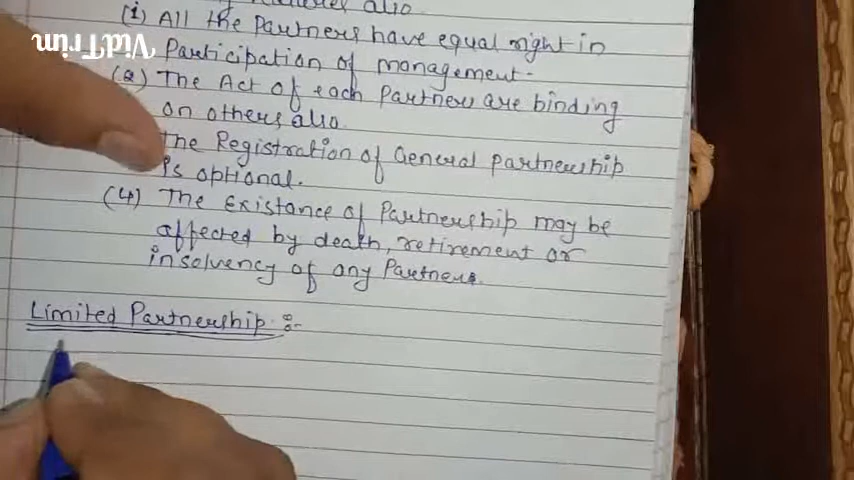 also
(1) All the Partners have equal right in
VidTrim
Participation of management.
(2) The Act of each Partners are binding
on others also.
The Registration of General partnership
is optional.
(4) The Existance of Partnership may be
affected by death, retirement or
insolvency of any Partners.
Limited Partnership :-